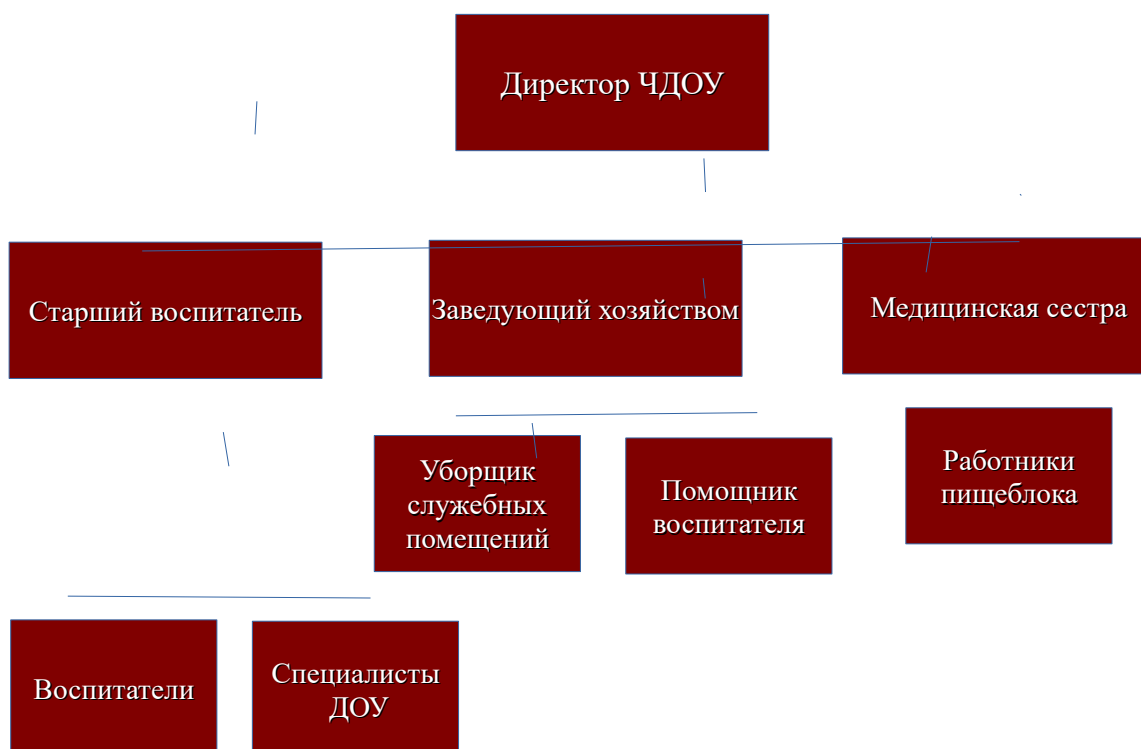 Директор ЧДОУ
Старший воспитатель
Заведующий хозяйством
Медицинская сестра
Уборщик
служебных
помещений
Помощник
воспитателя
Работники
пищеблока
Воспитатели
Специалисты
ДОУ